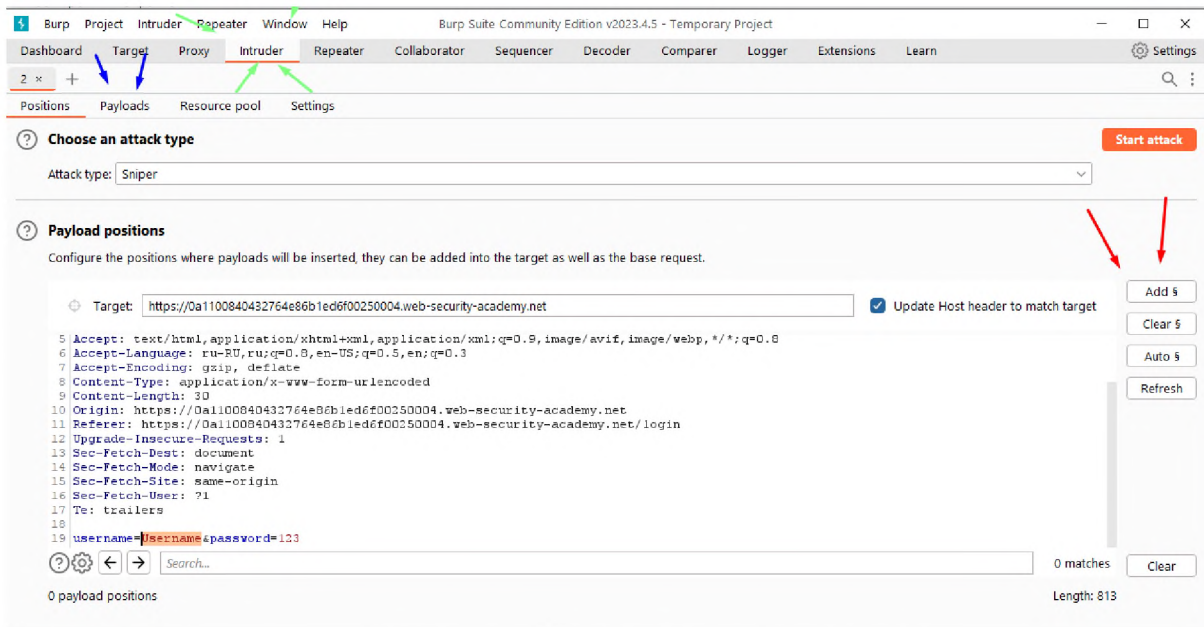 Burp Project Intruder Repeater Window Help Burp Suite Community Edition v2023.4.5 - Temporary Project
Dashboard Target Proxy Intruder Repeater Collaborator Sequencer Decoder Comparer Logger Extensions Learn Settings
2 × +
Positions Payloads Resource pool Settings
? Choose an attack type Start attack
Attack type: Sniper
? Payload positions
Configure the positions where payloads will be inserted, they can be added into the target as well as the base request.
Add §
Target: https://0a1100840432764e86b1ed6f00250004.web-security-academy.net Update Host header to match target
Clear §
5 Accept: text/html,application/xhtml+xml,application/xml;q=0.9,image/avif,image/webp,*/*;q=0.8
6 Accept-Language: ru-RU,ru;q=0.8,en-US;q=0.5,en;q=0.3
Auto §
7 Accept-Encoding: gzip, deflate
8 Content-Type: application/x-www-form-urlencoded
Refresh
9 Content-Length: 30
10 Origin: https://0a1100840432764e86b1ed6f00250004.web-security-academy.net
11 Referer: https://0a1100840432764e86b1ed6f00250004.web-security-academy.net/login
12 Upgrade-Insecure-Requests: 1
13 Sec-Fetch-Dest: document
14 Sec-Fetch-Mode: navigate
15 Sec-Fetch-Site: same-origin
16 Sec-Fetch-User: ?1
17 Te: trailers
18
19 username=Username&password=123
? Search... 0 matches Clear
0 payload positions Length: 813